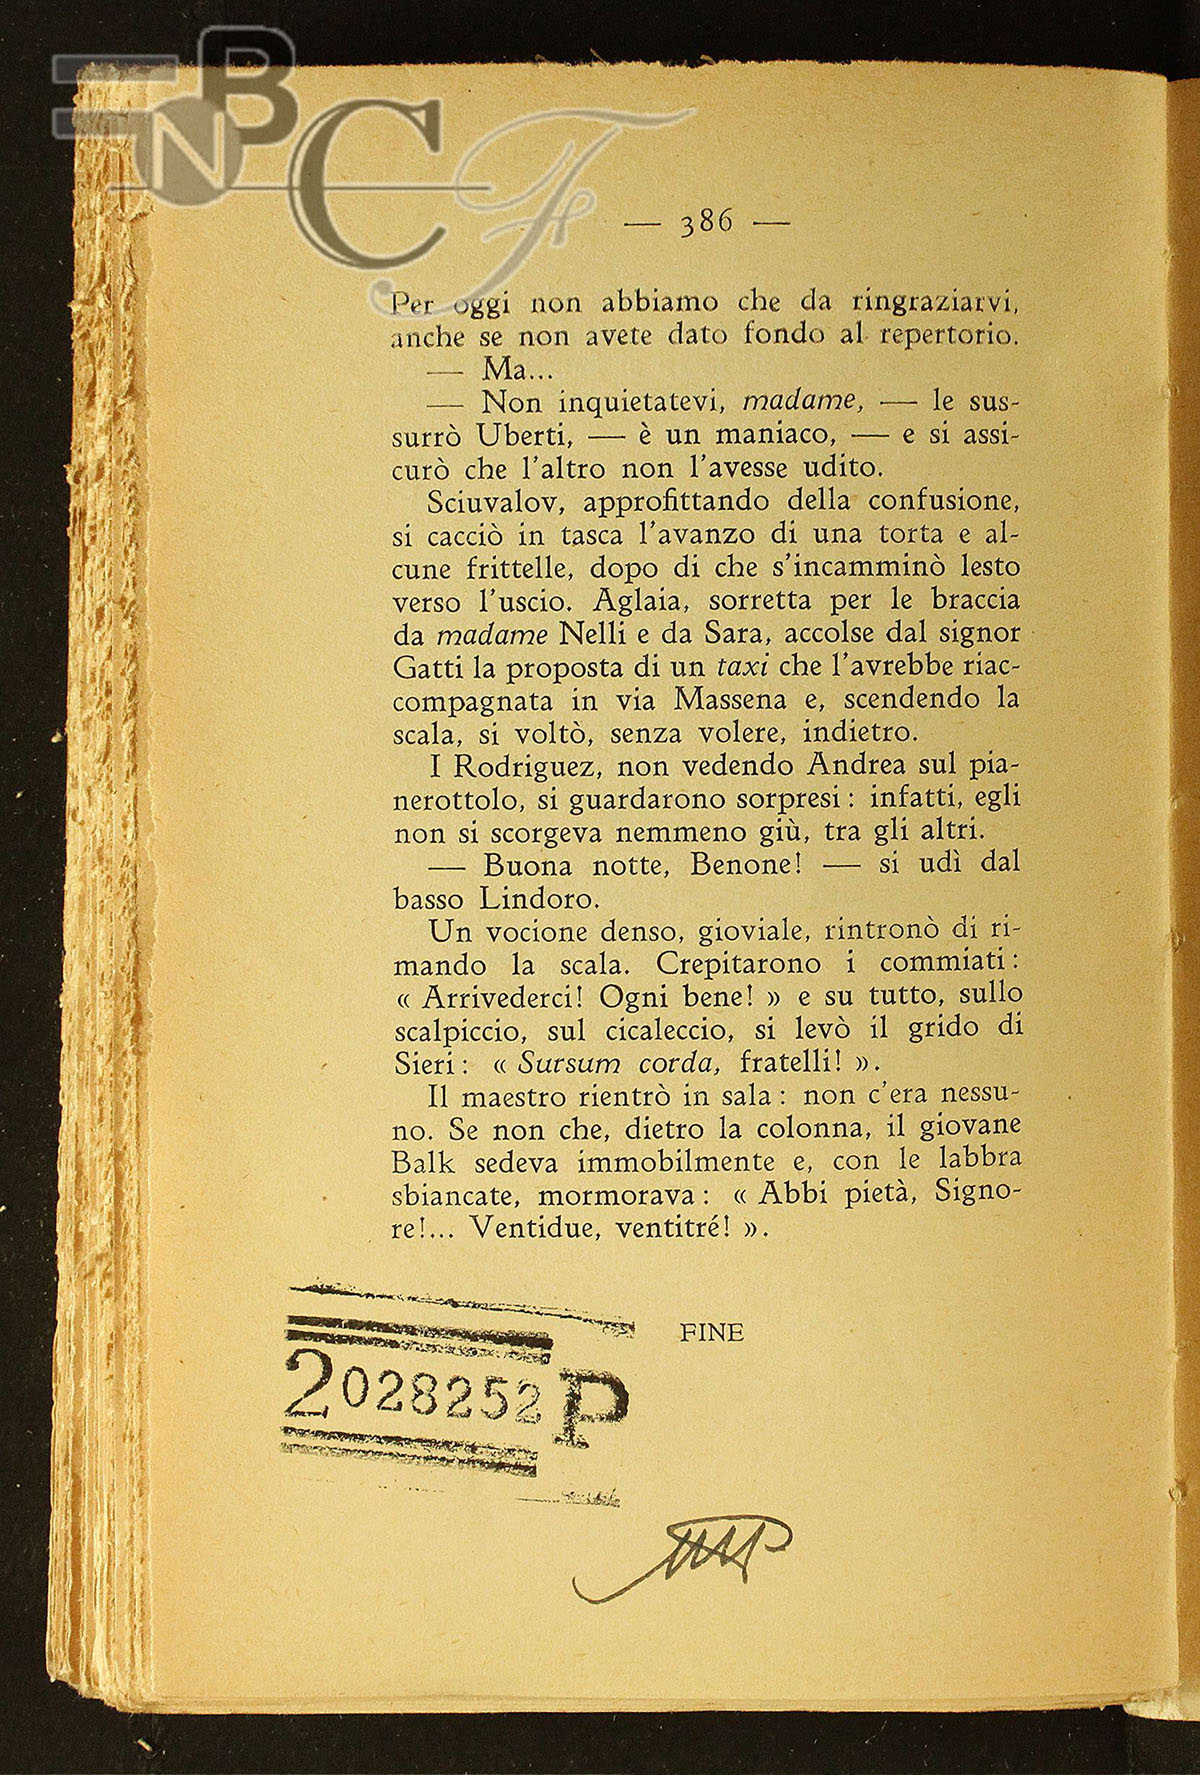 NBCF
— 386 —
Per oggi non abbiamo che da ringraziarvi,
anche se non avete dato fondo al repertorio.
— Ma...
— Non inquietatevi, madame, — le sus-
surrò Uberti, — è un maniaco, — e si assi-
curò che l'altro non l'avesse udito.
Sciuvalov, approfittando della confusione,
si cacciò in tasca l'avanzo di una torta e al-
cune frittelle, dopo di che s'incamminò lesto
verso l'uscio. Aglaia, sorretta per le braccia
da madame Nelli e da Sara, accolse dal signor
Gatti la proposta di un taxi che l'avrebbe riac-
compagnata in via Massena e, scendendo la
scala, si voltò, senza volere, indietro.
I Rodriguez, non vedendo Andrea sul pia-
nerottolo, si guardarono sorpresi : infatti, egli
non si scorgeva nemmeno giù, tra gli altri.
— Buona notte, Benone! — si udì dal
basso Lindoro.
Un vocione denso, gioviale, rintronò di ri-
mando la scala. Crepitarono i commiati :
« Arrivederci! Ogni bene! » e su tutto, sullo
scalpiccio, sul cicaleccio, si levò il grido di
Sieri : « Sursum corda, fratelli! ».
Il maestro rientrò in sala : non c'era nessu-
no. Se non che, dietro la colonna, il giovane
Balk sedeva immobilmente e, con le labbra
sbiancate, mormorava : « Abbi pietà, Signo-
re!... Ventidue, ventitré! ».
FINE
2028252 P